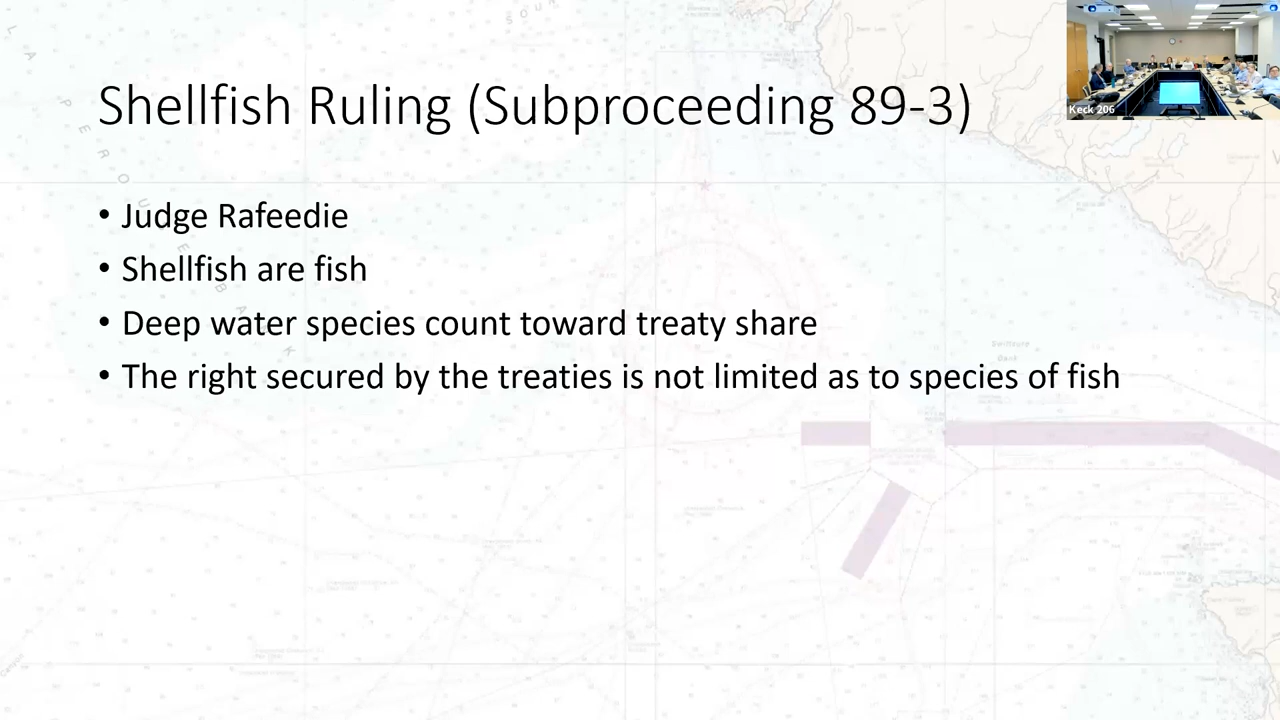 Shellfish Ruling (Subproceeding 89-3)
Keck 206
• Judge Rafeedie
• Shellfish are fish
• Deep water species count toward treaty share
• The right secured by the treaties is not limited as to species of fish